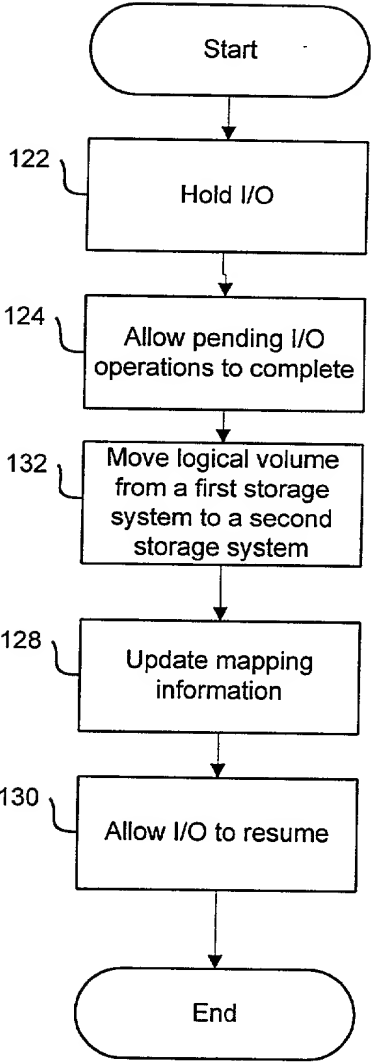 Start
122
Hold I/O
124
Allow pending I/O
operations to complete
132
Move logical volume
from a first storage
system to a second
storage system
128
Update mapping
information
130
Allow I/O to resume
End